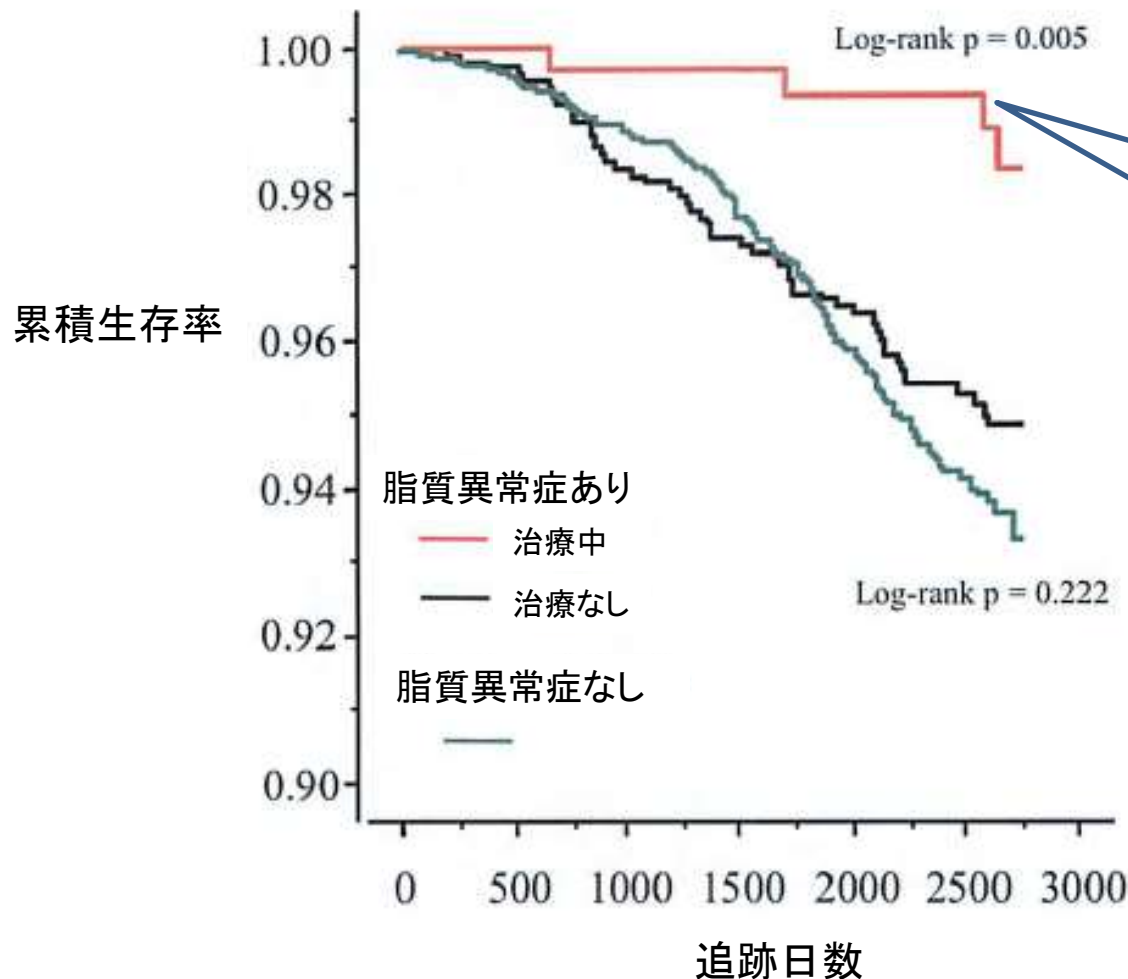 Log-rank p = 0.005
1.00
0.98
累積生存率
0.96
0.94
脂質異常症あり
治療中
治療なし
Log-rank p = 0.222
0.92
脂質異常症なし
0.90
0 500 1000 1500 2000 2500 3000
追跡日数